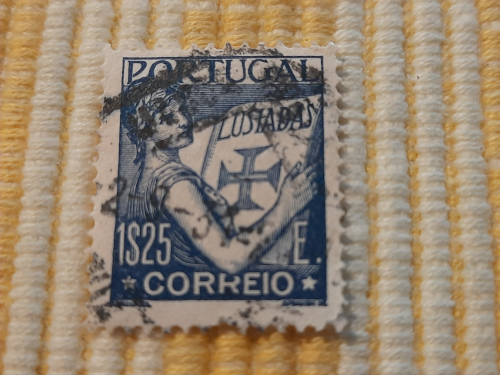 PORTUGAL
LUSIADAS
1$25 E.
CORREIO